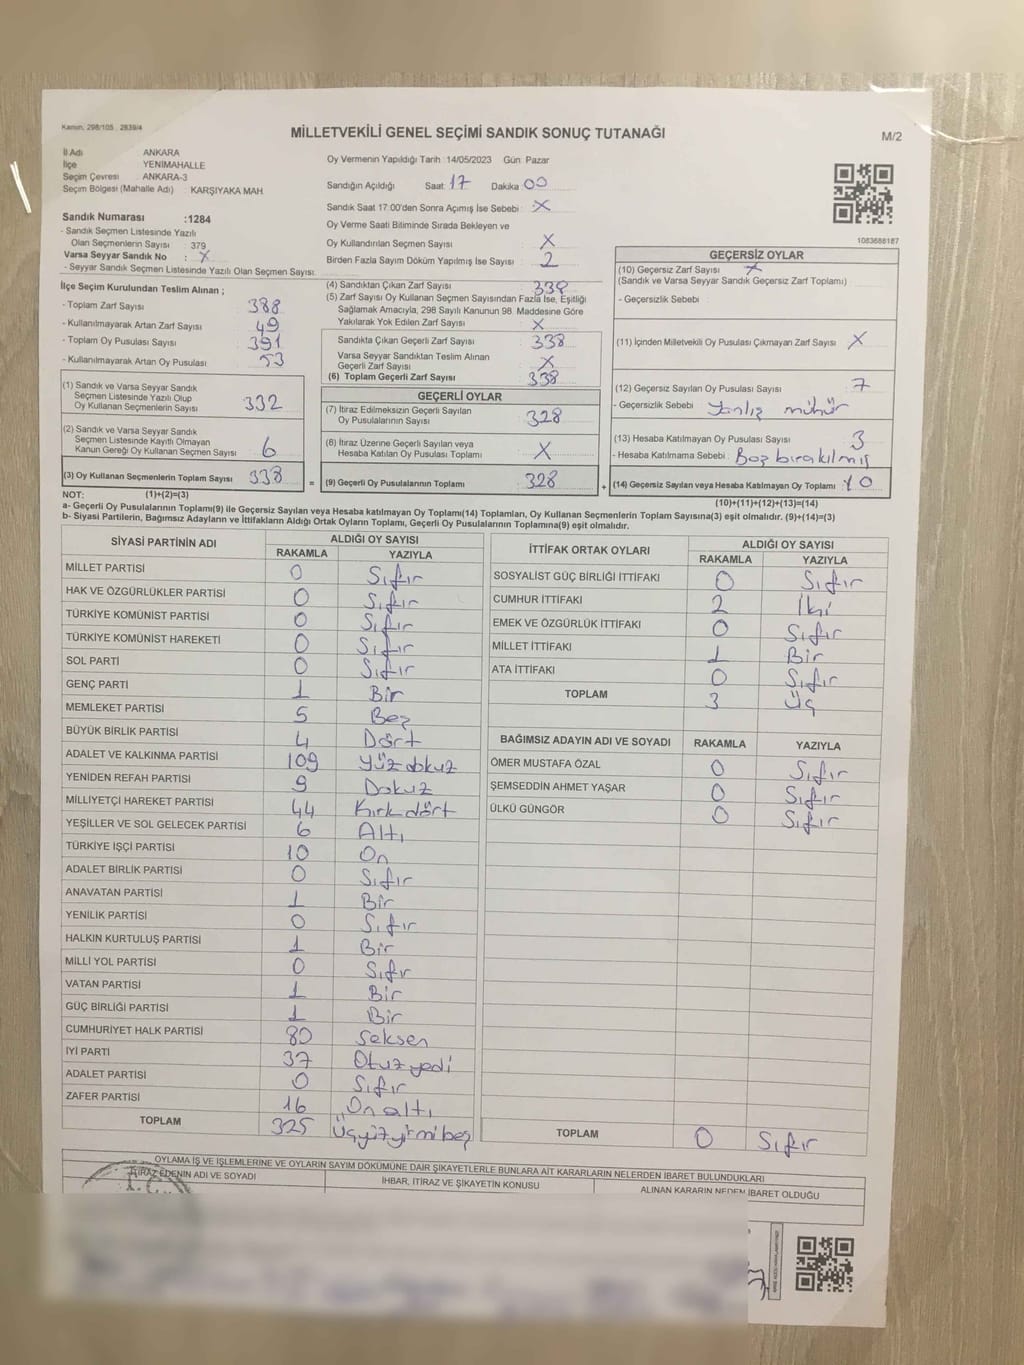 Kanun: 298/105 2839/4
MİLLETVEKİLİ GENEL SEÇİMİ SANDIK SONUÇ TUTANAĞI
M/2
İl Adı ANKARA
İlçe YENİMAHALLE
Seçim Çevresi : ANKARA-3
Seçim Bölgesi (Mahalle Adı) : KARŞIYAKA MAH.
Sandık Numarası :1284
- Sandık Seçmen Listesinde Yazılı
Olan Seçmenlerin Sayısı : 379
Varsa Seyyar Sandık No : X
- Seyyar Sandık Seçmen Listesinde Yazılı Olan Seçmen Sayısı:
Oy Vermenin Yapıldığı Tarih :14/05/2023 Gün: Pazar
Sandığın Açıldığı Saat: 17 Dakika: 00
Sandık Saat 17:00'den Sonra Açımış İse Sebebi : X
Oy Verme Saati Bitiminde Sırada Bekleyen ve
Oy Kullandırılan Seçmen Sayısı X
Birden Fazla Sayım Döküm Yapılmış İse Sayısı 2
1083688187
İlçe Seçim Kurulundan Teslim Alınan ;
- Toplam Zarf Sayısı 388
- Kullanılmayarak Artan Zarf Sayısı 49
- Toplam Oy Pusulası Sayısı 391
- Kullanılmayarak Artan Oy Pusulası 53
(1) Sandık ve Varsa Seyyar Sandık
Seçmen Listesinde Yazılı Olup
Oy Kullanan Seçmenlerin Sayısı 332
(2) Sandık ve Varsa Seyyar Sandık
Seçmen Listesinde Kayıtlı Olmayan
Kanun Gereği Oy Kullanan Seçmen Sayısı 6
(3) Oy Kullanan Seçmenlerin Toplam Sayısı 338
(4) Sandıktan Çıkan Zarf Sayısı 338
(5) Zarf Sayısı Oy Kullanan Seçmen Sayısından Fazla İse, Eşitliği
Sağlamak Amacıyla, 298 Sayılı Kanunun 98. Maddesine Göre
Yakılarak Yok Edilen Zarf Sayısı X
Sandıkta Çıkan Geçerli Zarf Sayısı 338
Varsa Seyyar Sandıktan Teslim Alınan
Geçerli Zarf Sayısı X
(6) Toplam Geçerli Zarf Sayısı 338
GEÇERLİ OYLAR
(7) İtiraz Edilmeksizin Geçerli Sayılan
Oy Pusulalarının Sayısı 328
(8) İtiraz Üzerine Geçerli Sayılan veya
Hesaba Katılan Oy Pusulası Toplamı X
= (9) Geçerli Oy Pusulalarının Toplamı 328 +
GEÇERSİZ OYLAR
(10) Geçersiz Zarf Sayısı X
(Sandık ve Varsa Seyyar Sandık Geçersiz Zarf Toplamı)
- Geçersizlik Sebebi
(11) İçinden Milletvekili Oy Pusulası Çıkmayan Zarf Sayısı X
(12) Geçersiz Sayılan Oy Pusulası Sayısı 7
- Geçersizlik Sebebi Yanlış mühür
(13) Hesaba Katılmayan Oy Pusulası Sayısı 3
- Hesaba Katılmama Sebebi Boş bırakılmış
(14) Geçersiz Sayılan veya Hesaba Katılmayan Oy Toplamı 10
NOT: (1)+(2)=(3) (10)+(11)+(12)+(13)=(14)
a- Geçerli Oy Pusulalarının Toplamı(9) ile Geçersiz Sayılan veya Hesaba katılmayan Oy Toplamı(14) Toplamları, Oy Kullanan Seçmenlerin Toplam Sayısına(3) eşit olmalıdır. (9)+(14)=(3)
b- Siyasi Partilerin, Bağımsız Adayların ve İttifakların Aldığı Ortak Oyların Toplamı, Geçerli Oy Pusulalarının Toplamına(9) eşit olmalıdır.
SİYASİ PARTİNİN ADI ALDIĞI OY SAYISI
RAKAMLA YAZIYLA
MİLLET PARTİSİ 0 Sıfır
HAK VE ÖZGÜRLÜKLER PARTİSİ 0 Sıfır
TÜRKİYE KOMÜNİST PARTİSİ 0 Sıfır
TÜRKİYE KOMÜNİST HAREKETİ 0 Sıfır
SOL PARTİ 0 Sıfır
GENÇ PARTİ 1 Bir
MEMLEKET PARTİSİ 5 Beş
BÜYÜK BİRLİK PARTİSİ 4 Dört
ADALET VE KALKINMA PARTİSİ 109 Yüz dokuz
YENİDEN REFAH PARTİSİ 9 Dokuz
MİLLİYETÇİ HAREKET PARTİSİ 44 Kırk dört
YEŞİLLER VE SOL GELECEK PARTİSİ 6 Altı
TÜRKİYE İŞÇİ PARTİSİ 10 On
ADALET BİRLİK PARTİSİ 0 Sıfır
ANAVATAN PARTİSİ 1 Bir
YENİLİK PARTİSİ 0 Sıfır
HALKIN KURTULUŞ PARTİSİ 1 Bir
MİLLİ YOL PARTİSİ 0 Sıfır
VATAN PARTİSİ 1 Bir
GÜÇ BİRLİĞİ PARTİSİ 1 Bir
CUMHURİYET HALK PARTİSİ 80 Seksen
İYİ PARTİ 37 Otuz yedi
ADALET PARTİSİ 0 Sıfır
ZAFER PARTİSİ 16 On altı
TOPLAM 325 Üçyüz yirmi beş
İTTİFAK ORTAK OYLARI ALDIĞI OY SAYISI
RAKAMLA YAZIYLA
SOSYALİST GÜÇ BİRLİĞİ İTTİFAKI 0 Sıfır
CUMHUR İTTİFAKI 2 İki
EMEK VE ÖZGÜRLÜK İTTİFAKI 0 Sıfır
MİLLET İTTİFAKI 1 Bir
ATA İTTİFAKI 0 Sıfır
TOPLAM 3 Üç
BAĞIMSIZ ADAYIN ADI VE SOYADI RAKAMLA YAZIYLA
ÖMER MUSTAFA ÖZAL 0 Sıfır
ŞEMSEDDİN AHMET YAŞAR 0 Sıfır
ÜLKÜ GÜNGÖR 0 Sıfır
TOPLAM 0 Sıfır
OYLAMA İŞ VE İŞLEMLERİNE VE OYLARIN SAYIM DÖKÜMÜNE DAİR ŞİKAYETLERLE BUNLARA AİT KARARLARIN NELERDEN İBARET BULUNDUKLARI
İTİRAZ EDENİN ADI VE SOYADI İHBAR, İTİRAZ VE ŞİKAYETİN KONUSU ALINAN KARARIN NEDEN İBARET OLDUĞU
T.C.